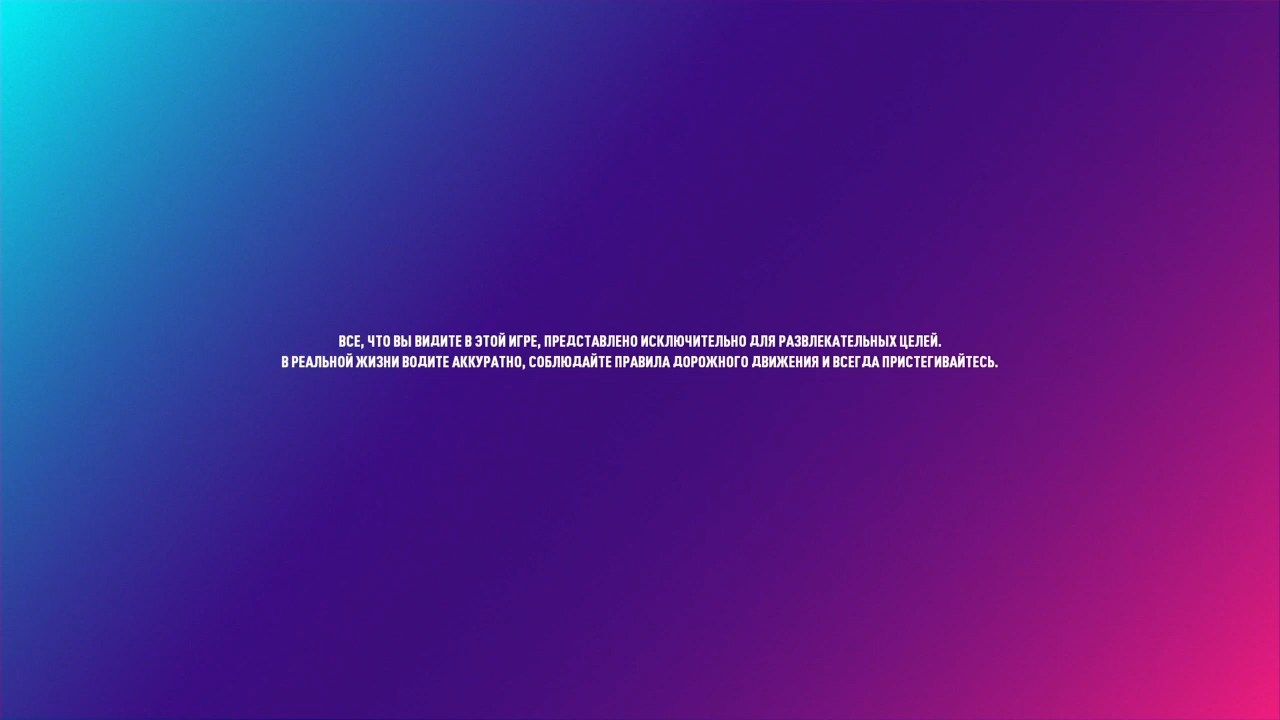 ВСЕ, ЧТО ВЫ ВИДИТЕ В ЭТОЙ ИГРЕ, ПРЕДСТАВЛЕНО ИСКЛЮЧИТЕЛЬНО ДЛЯ РАЗВЛЕКАТЕЛЬНЫХ ЦЕЛЕЙ.
В РЕАЛЬНОЙ ЖИЗНИ ВОДИТЕ АККУРАТНО, СОБЛЮДАЙТЕ ПРАВИЛА ДОРОЖНОГО ДВИЖЕНИЯ И ВСЕГДА ПРИСТЕГИВАЙТЕСЬ.